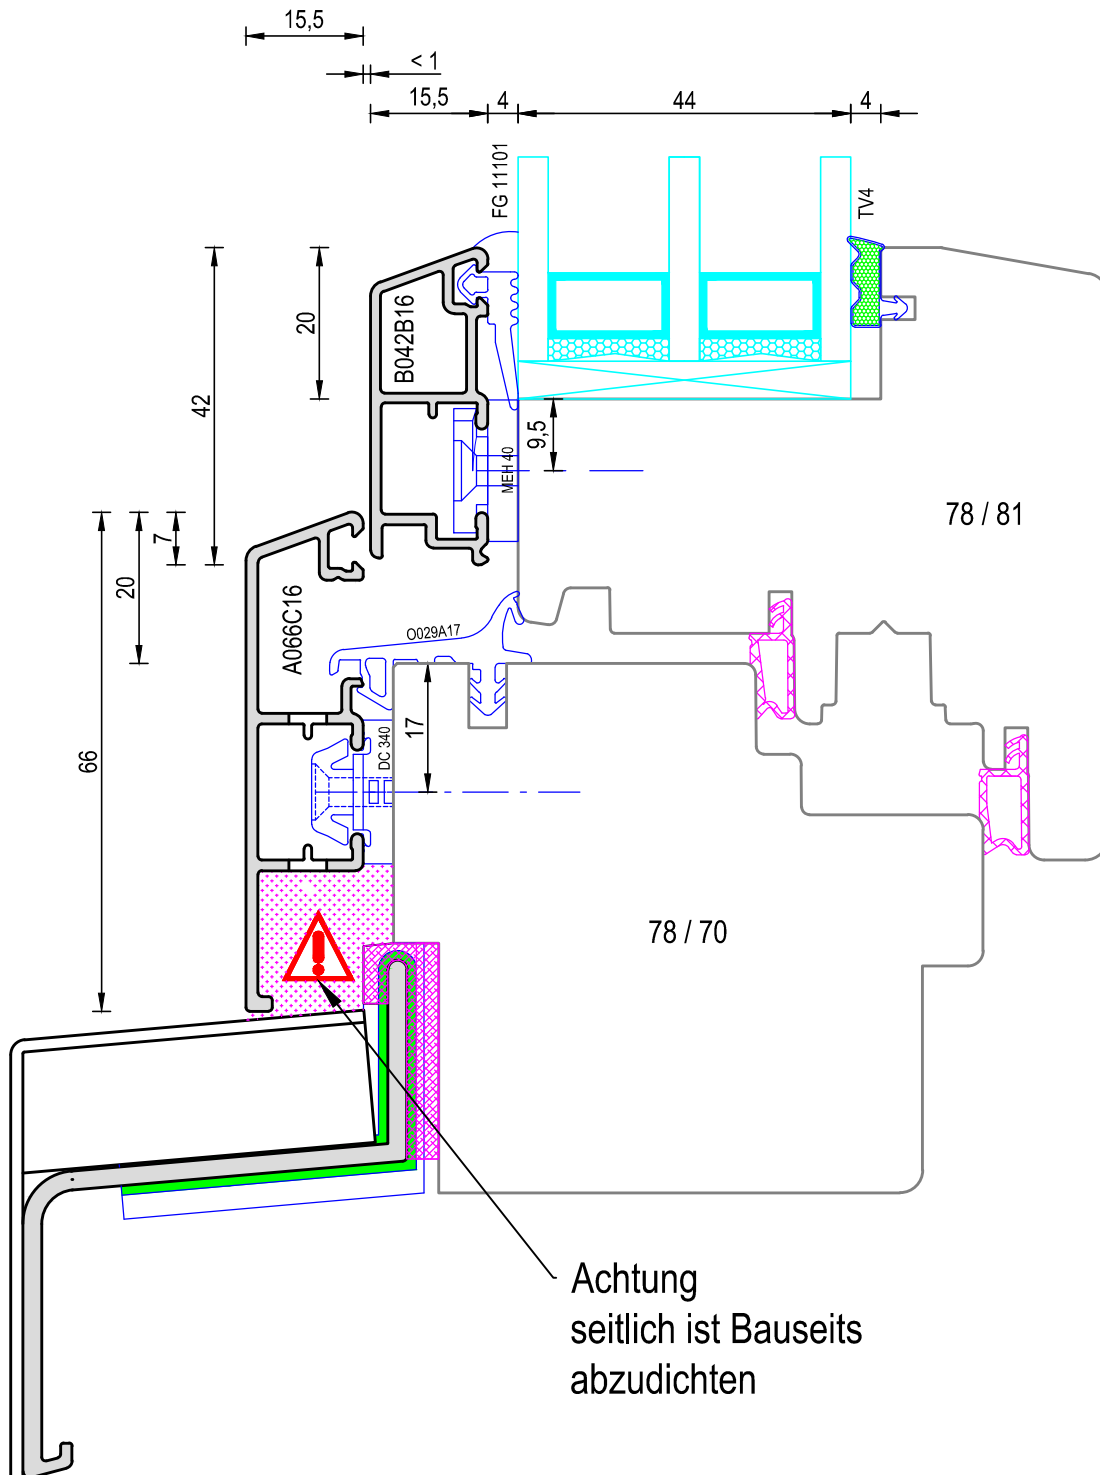 15,5
< 1
15,5
4
44
4
FG 11101
TV4
B042B16
20
42
9,5
MEH 40
78 / 81
7
20
A066C16
O029A17
66
17
DC 340
78 / 70
Achtung
seitlich ist Bauseits
abzudichten